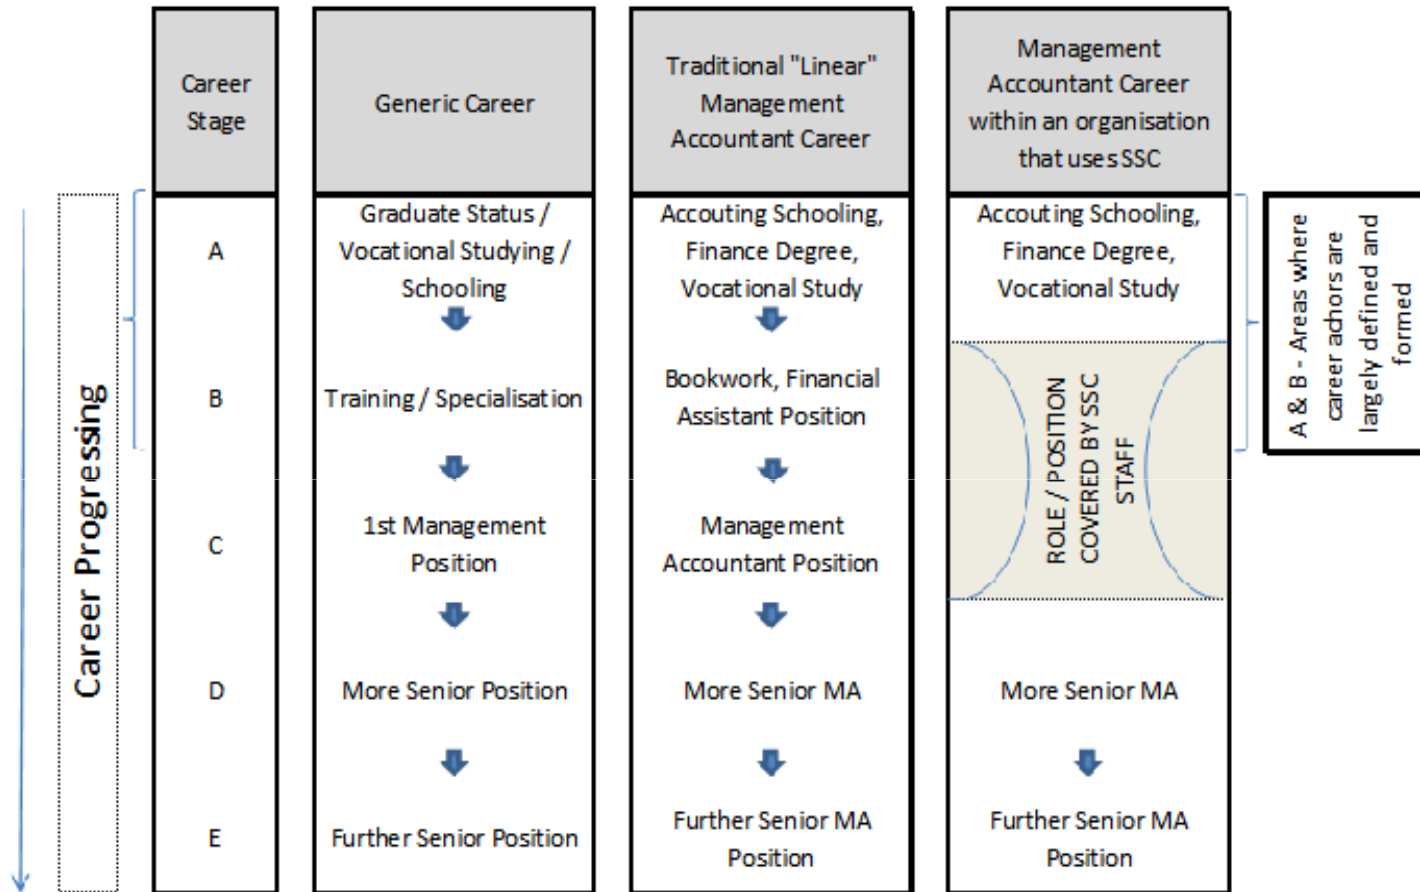 Career
Stage
Generic Career
Traditional "Linear"
Management
Accountant Career
Management
Accountant Career
within an organisation
that uses SSC
Career Progressing
A
Graduate Status /
Vocational Studying /
Schooling
Accouting Schooling,
Finance Degree,
Vocational Study
Accouting Schooling,
Finance Degree,
Vocational Study
A & B - Areas where
career adhors are
largely defined and
formed
B
Training / Specialisation
Bookwork, Financial
Assistant Position
ROLE / POSITION
COVERED BY SSC
STAFF
C
1st Management
Position
Management
Accountant Position
D
More Senior Position
More Senior MA
More Senior MA
E
Further Senior Position
Further Senior MA
Position
Further Senior MA
Position